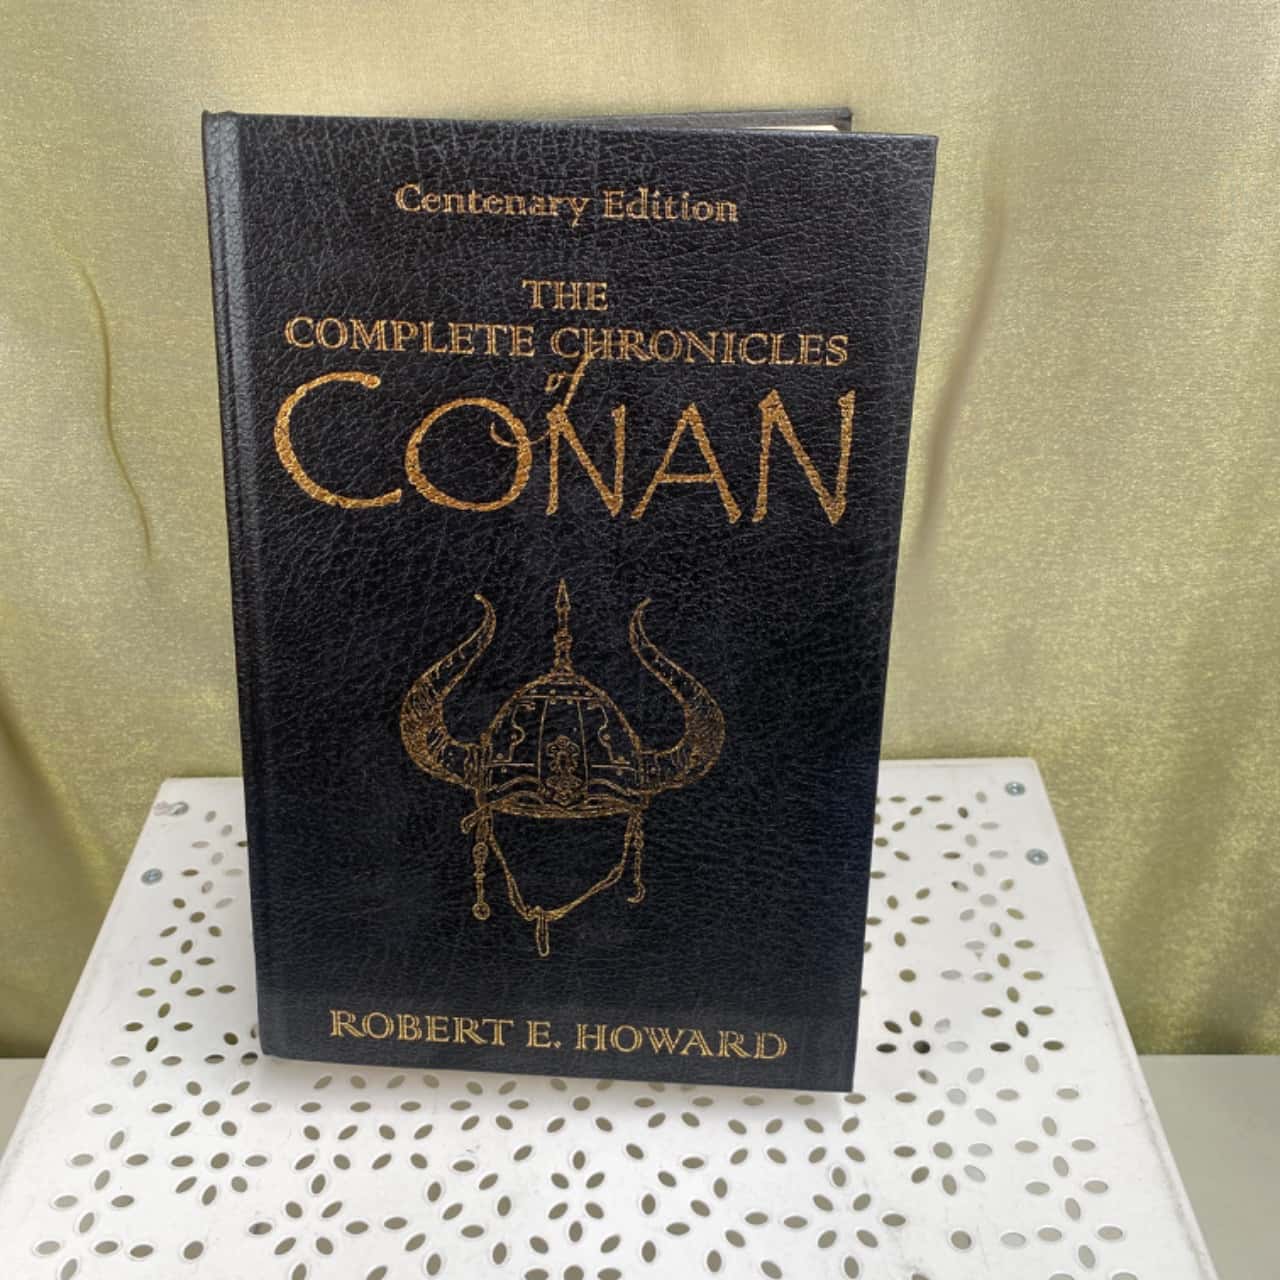 Centenary Edition
THE
COMPLETE CHRONICLES
of
CONAN
ROBERT E. HOWARD